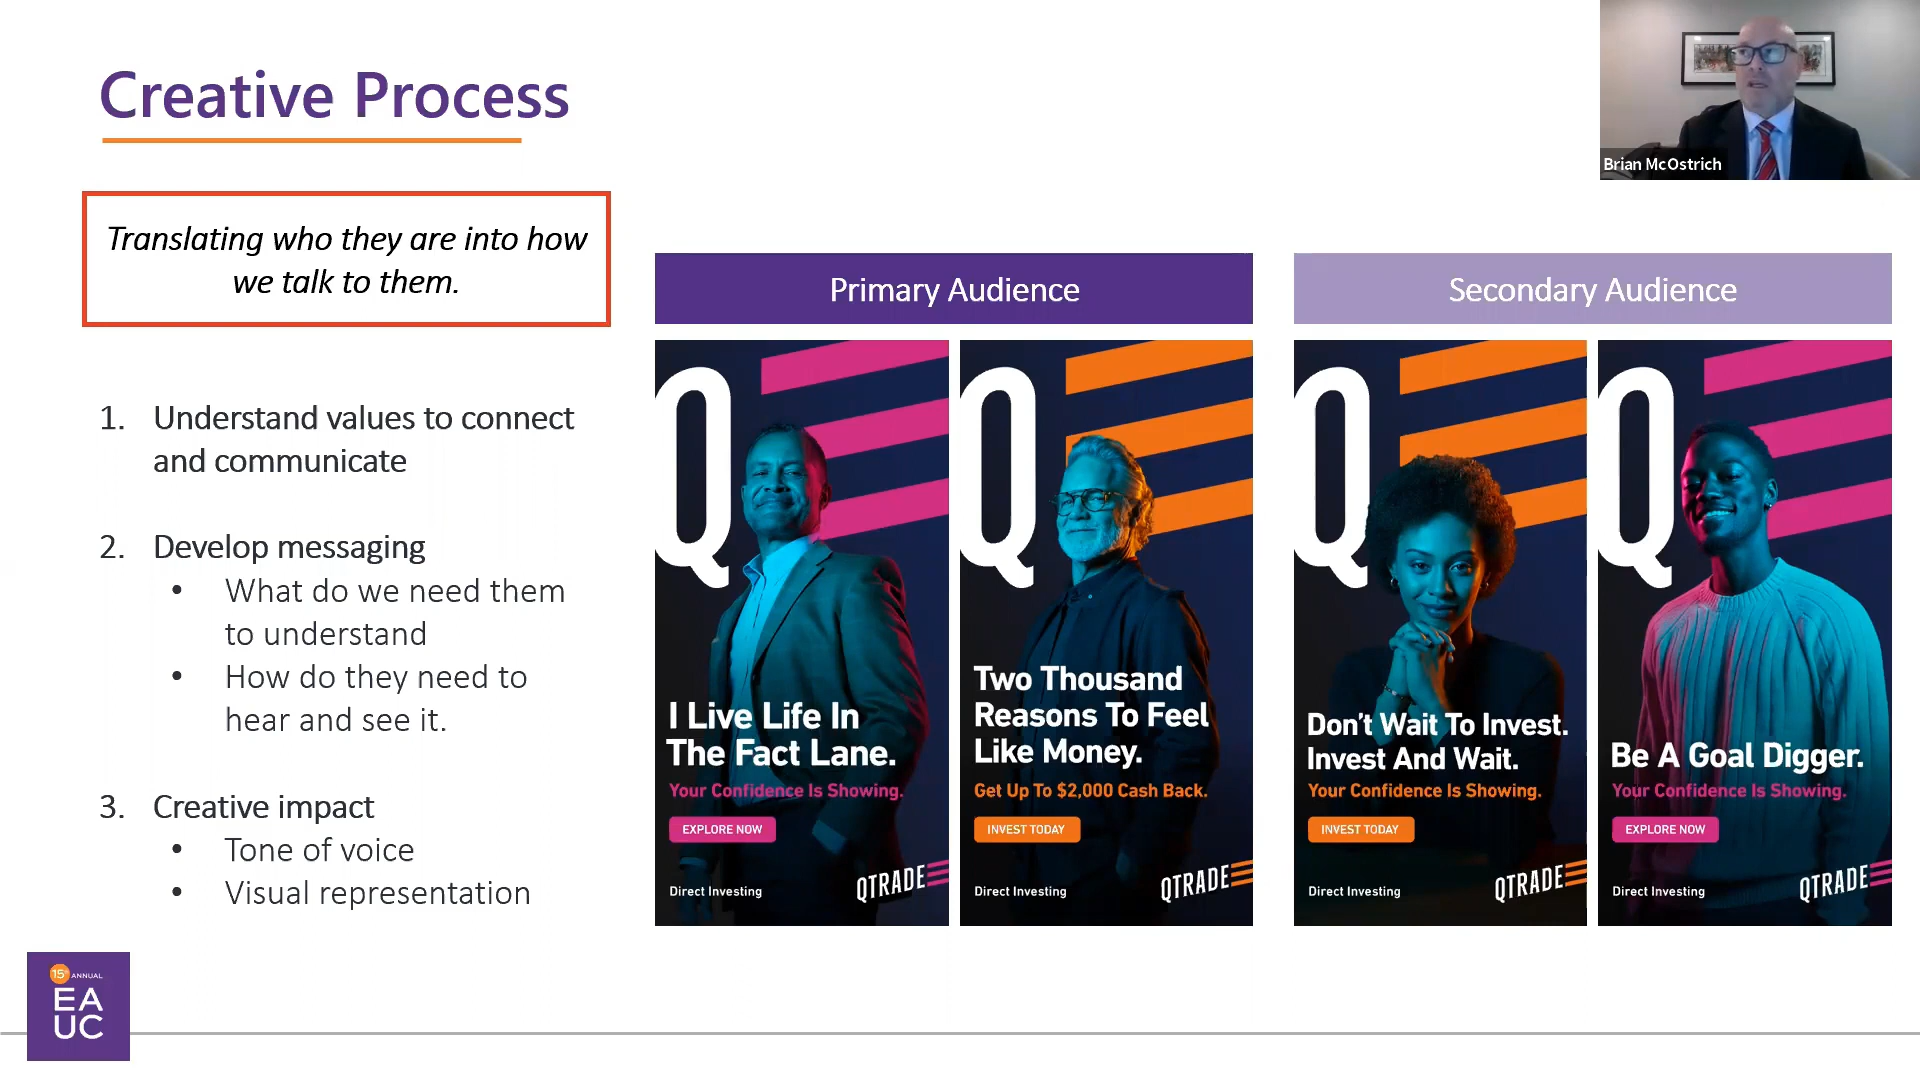 Creative Process
Brian McOstrich
Translating who they are into how
we talk to them.
1. Understand values to connect
and communicate
2. Develop messaging
• What do we need them
to understand
• How do they need to
hear and see it.
3. Creative impact
• Tone of voice
• Visual representation
Primary Audience
Q
I Live Life In
The Fact Lane.
Your Confidence Is Showing.
EXPLORE NOW
Direct Investing
QTRADE
Q
Two Thousand
Reasons To Feel
Like Money.
Get Up To $2,000 Cash Back.
INVEST TODAY
Direct Investing
QTRADE
Secondary Audience
Q
Don't Wait To Invest.
Invest And Wait.
Your Confidence Is Showing.
INVEST TODAY
Direct Investing
QTRADE
Q
Be A Goal Digger.
Your Confidence Is Showing.
EXPLORE NOW
Direct Investing
QTRADE
15th ANNUAL
EA
UC